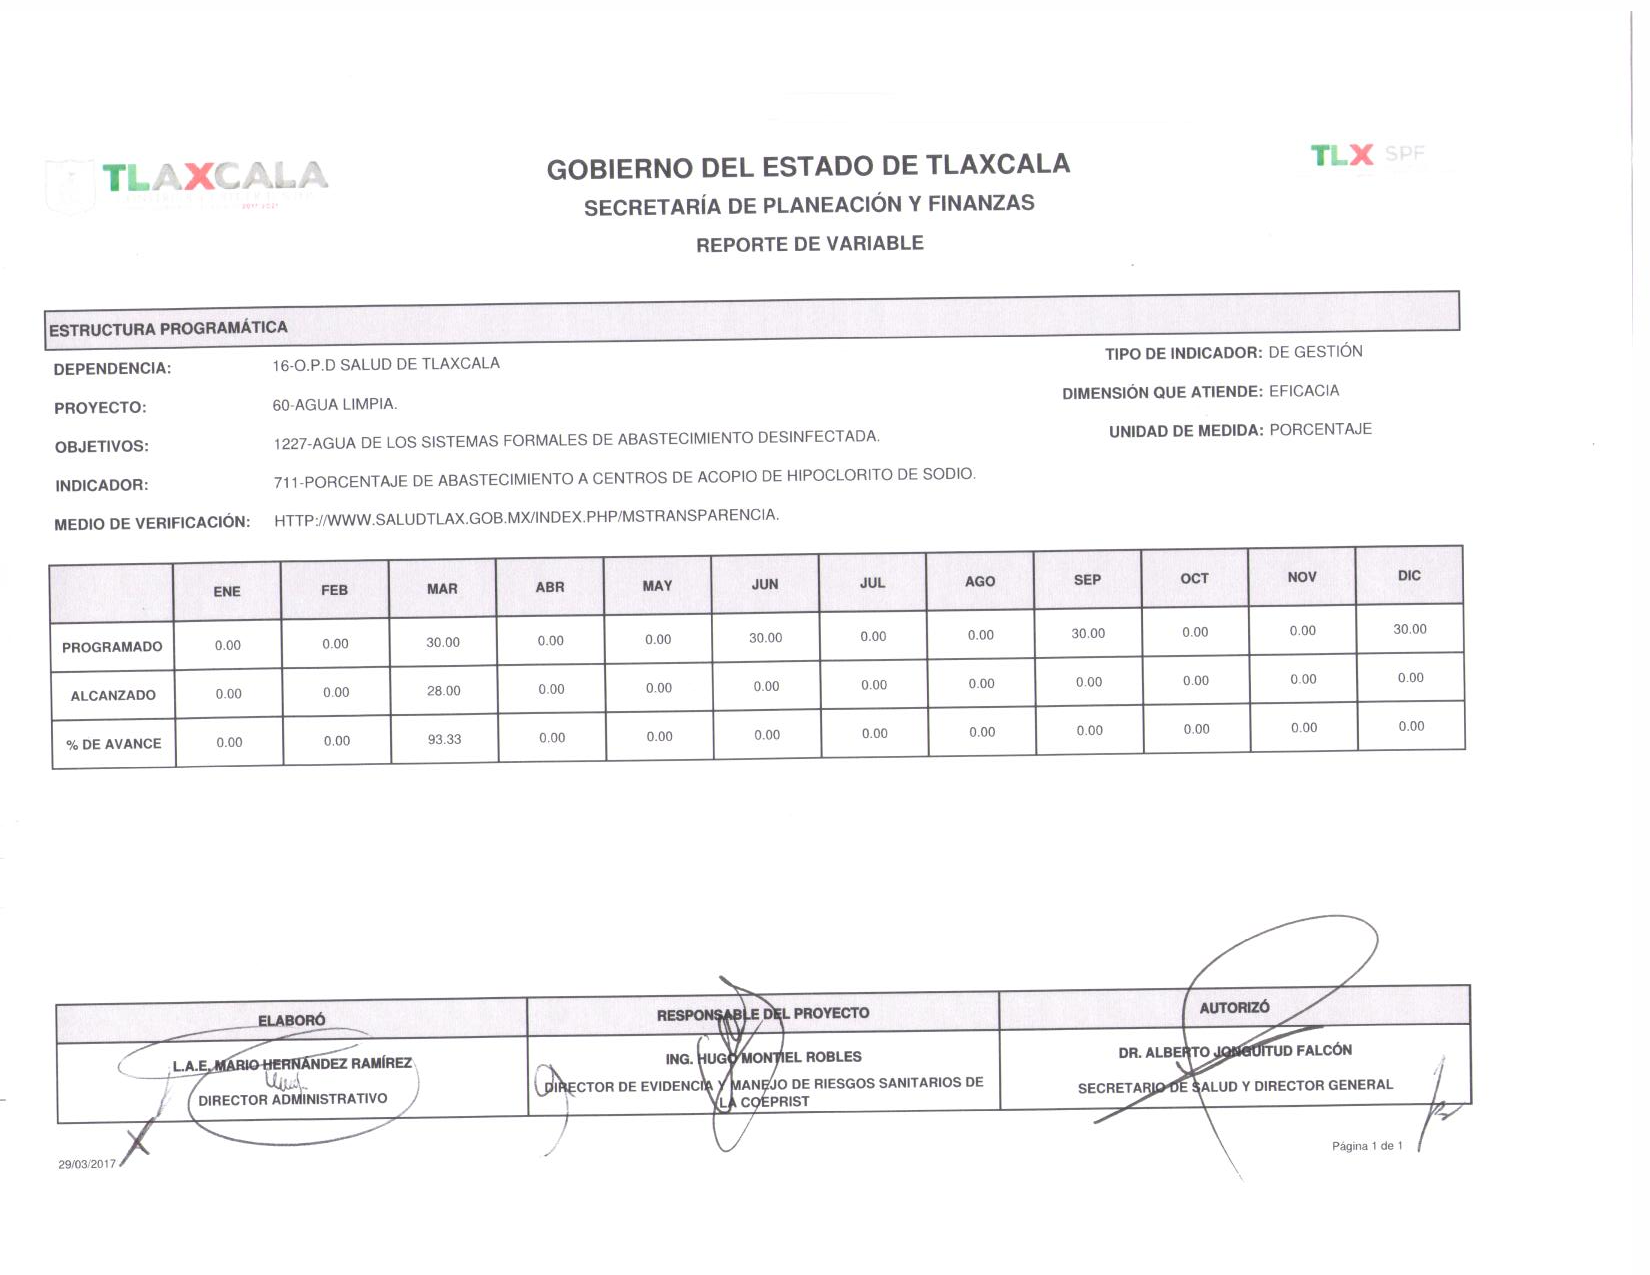 TLAXCALA
2017-2021
GOBIERNO DEL ESTADO DE TLAXCALA
SECRETARÍA DE PLANEACIÓN Y FINANZAS
REPORTE DE VARIABLE
TLX SPF
ESTRUCTURA PROGRAMÁTICA
DEPENDENCIA: 16-O.P.D SALUD DE TLAXCALA TIPO DE INDICADOR: DE GESTIÓN
PROYECTO: 60-AGUA LIMPIA. DIMENSIÓN QUE ATIENDE: EFICACIA
OBJETIVOS: 1227-AGUA DE LOS SISTEMAS FORMALES DE ABASTECIMIENTO DESINFECTADA. UNIDAD DE MEDIDA: PORCENTAJE
INDICADOR: 711-PORCENTAJE DE ABASTECIMIENTO A CENTROS DE ACOPIO DE HIPOCLORITO DE SODIO.
MEDIO DE VERIFICACIÓN: HTTP://WWW.SALUDTLAX.GOB.MX/INDEX.PHP/MSTRANSPARENCIA.
ENE FEB MAR ABR MAY JUN JUL AGO SEP OCT NOV DIC
PROGRAMADO 0.00 0.00 30.00 0.00 0.00 30.00 0.00 0.00 30.00 0.00 0.00 30.00
ALCANZADO 0.00 0.00 28.00 0.00 0.00 0.00 0.00 0.00 0.00 0.00 0.00 0.00
% DE AVANCE 0.00 0.00 93.33 0.00 0.00 0.00 0.00 0.00 0.00 0.00 0.00 0.00
ELABORÓ RESPONSABLE DEL PROYECTO AUTORIZÓ
L.A.E. MARIO HERNÁNDEZ RAMÍREZ ING. HUGO MONTIEL ROBLES DR. ALBERTO JONGUITUD FALCÓN
DIRECTOR ADMINISTRATIVO DIRECTOR DE EVIDENCIA Y MANEJO DE RIESGOS SANITARIOS DE SECRETARIO DE SALUD Y DIRECTOR GENERAL
LA COEPRIST
29/03/2017 Página 1 de 1